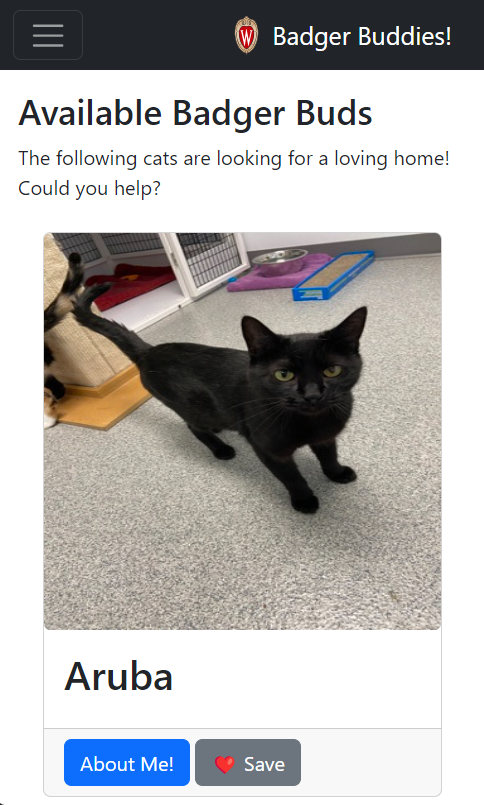 W
Badger Buddies!
Available Badger Buds
The following cats are looking for a loving home!
Could you help?
Aruba
About Me!
❤️ Save